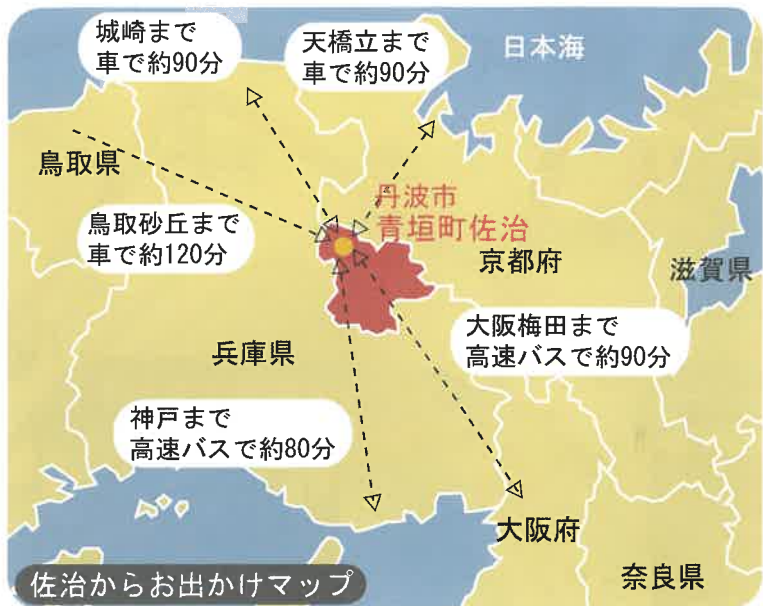 城崎まで
車で約90分
天橋立まで
車で約90分
日本海
鳥取県
丹波市
青垣町佐治
鳥取砂丘まで
車で約120分
京都府
滋賀県
大阪梅田まで
高速バスで約90分
兵庫県
神戸まで
高速バスで約80分
大阪府
奈良県
佐治からお出かけマップ